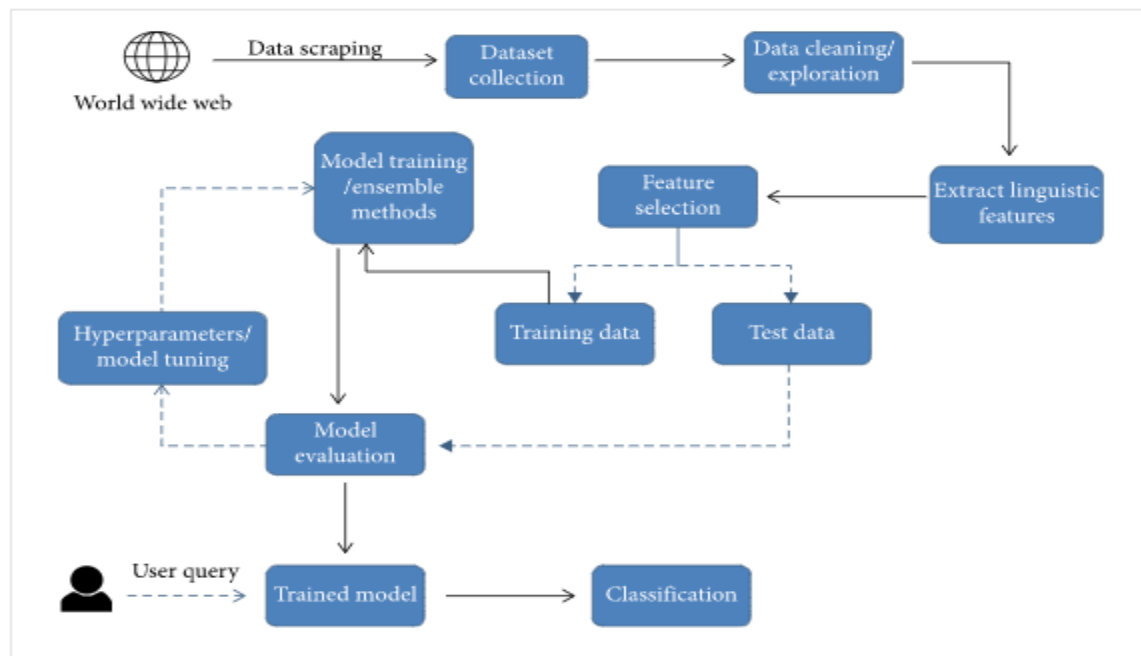 Data scraping
World wide web
Dataset
collection
Data cleaning/
exploration
Model training
/ensemble
methods
Feature
selection
Extract linguistic
features
Hyperparameters/
model tuning
Training data
Test data
Model
evaluation
User query
Trained model
Classification